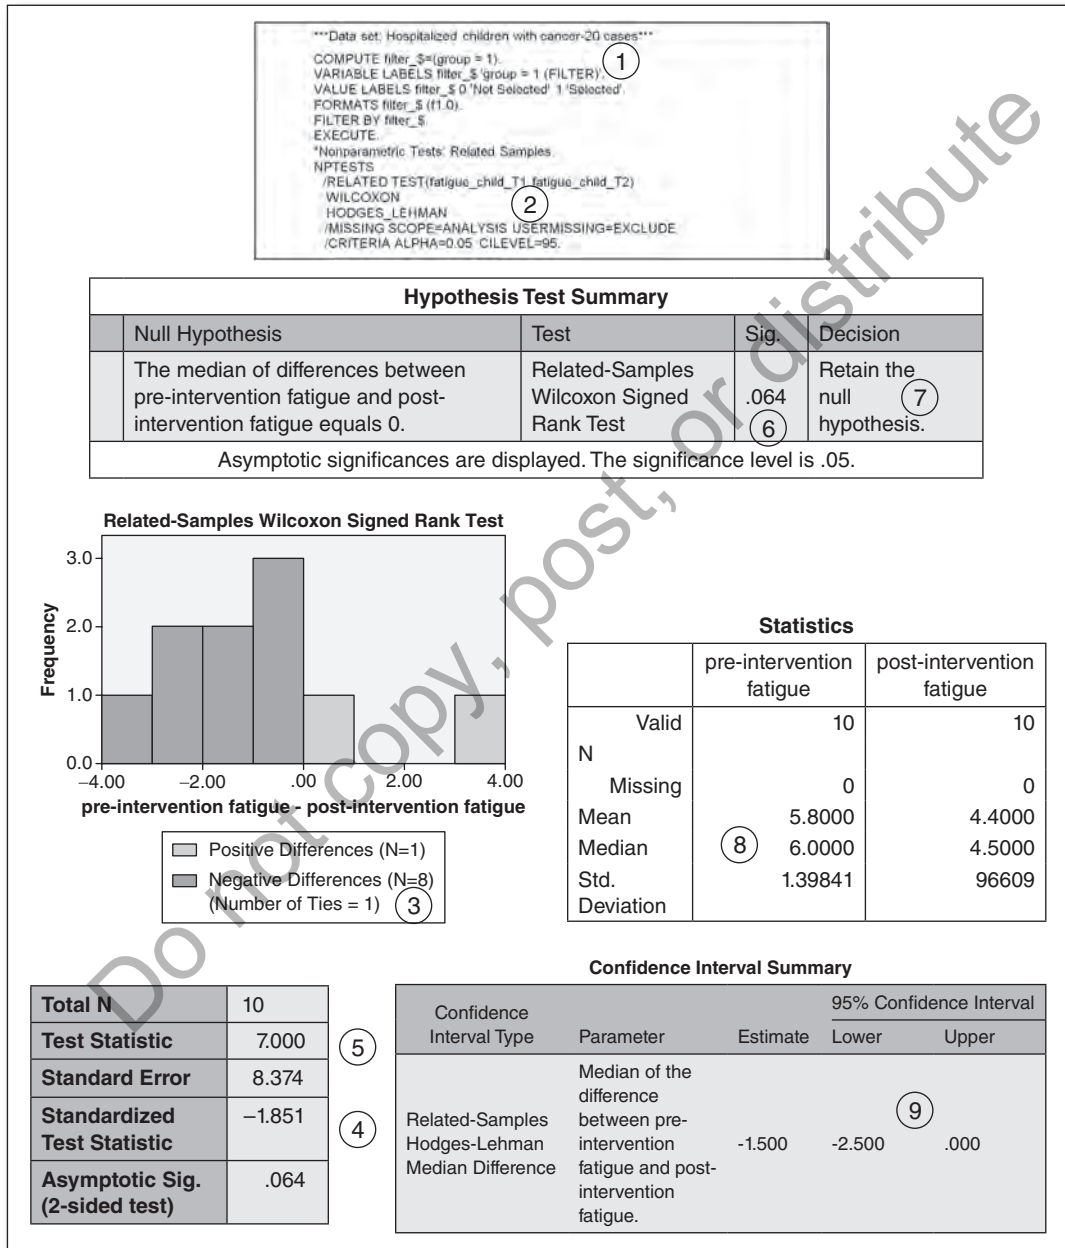 ***Data set: Hospitalized children with cancer-20 cases***
COMPUTE filter_$=(group = 1).
1
VARIABLE LABELS filter_$ 'group = 1 (FILTER)'.
VALUE LABELS filter_$ 0 'Not Selected' 1 'Selected'.
FORMATS filter_$ (f1.0).
FILTER BY filter_$.
EXECUTE.
*Nonparametric Tests: Related Samples.
NPTESTS
/RELATED TEST(fatigue_child_T1 fatigue_child_T2)
WILCOXON
2
HODGES_LEHMAN
/MISSING SCOPE=ANALYSIS USERMISSING=EXCLUDE
/CRITERIA ALPHA=0.05 CILEVEL=95.
Hypothesis Test Summary
Null Hypothesis Test Sig. Decision
The median of differences between Related-Samples Retain the
pre-intervention fatigue and post- Wilcoxon Signed .064 null 7
intervention fatigue equals 0. Rank Test 6 hypothesis.
Asymptotic significances are displayed. The significance level is .05.
Related-Samples Wilcoxon Signed Rank Test
3.0
2.0
1.0
0.0
Frequency
−4.00 −2.00 .00 2.00 4.00
pre-intervention fatigue - post-intervention fatigue
Positive Differences (N=1)
Negative Differences (N=8)
(Number of Ties = 1) 3
Statistics
pre-intervention post-intervention
fatigue fatigue
Valid 10 10
N
Missing 0 0
Mean 5.8000 4.4000
Median 8 6.0000 4.5000
Std. 1.39841 96609
Deviation
Total N 10
Test Statistic 7.000 5
Standard Error 8.374
Standardized −1.851
Test Statistic 4
Asymptotic Sig. .064
(2-sided test)
Confidence Interval Summary
Confidence 95% Confidence Interval
Interval Type Parameter Estimate Lower Upper
Median of the
difference
between pre- 9
Related-Samples
Hodges-Lehman intervention -1.500 -2.500 .000
Median Difference fatigue and post-
intervention
fatigue.
Do not copy, post, or distribute